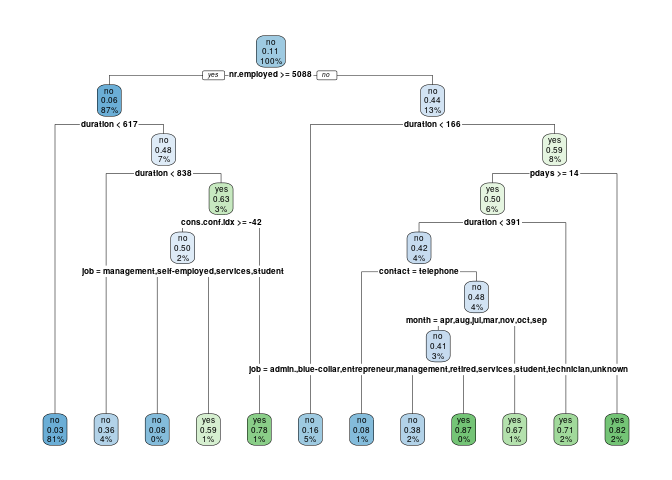 no
0.11
100%
yes nr.employed >= 5088 no
no
0.06
87%
no
0.44
13%
duration < 617
duration < 166
no
0.48
7%
yes
0.59
8%
duration < 838
pdays >= 14
yes
0.63
3%
yes
0.50
6%
cons.conf.idx >= -42
duration < 391
no
0.50
2%
no
0.42
4%
job = management,self-employed,services,student
contact = telephone
no
0.48
4%
month = apr,aug,jul,mar,nov,oct,sep
no
0.41
3%
job = admin.,blue-collar,entrepreneur,management,retired,services,student,technician,unknown
no
0.03
81%
no
0.36
4%
no
0.08
0%
yes
0.59
1%
yes
0.78
1%
no
0.16
5%
no
0.08
1%
no
0.38
2%
yes
0.87
0%
yes
0.67
1%
yes
0.71
2%
yes
0.82
2%